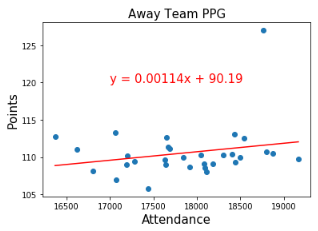 Away Team PPG
125
y = 0.00114x + 90.19
120
Points
115
110
105
16500 17000 17500 18000 18500 19000
Attendance